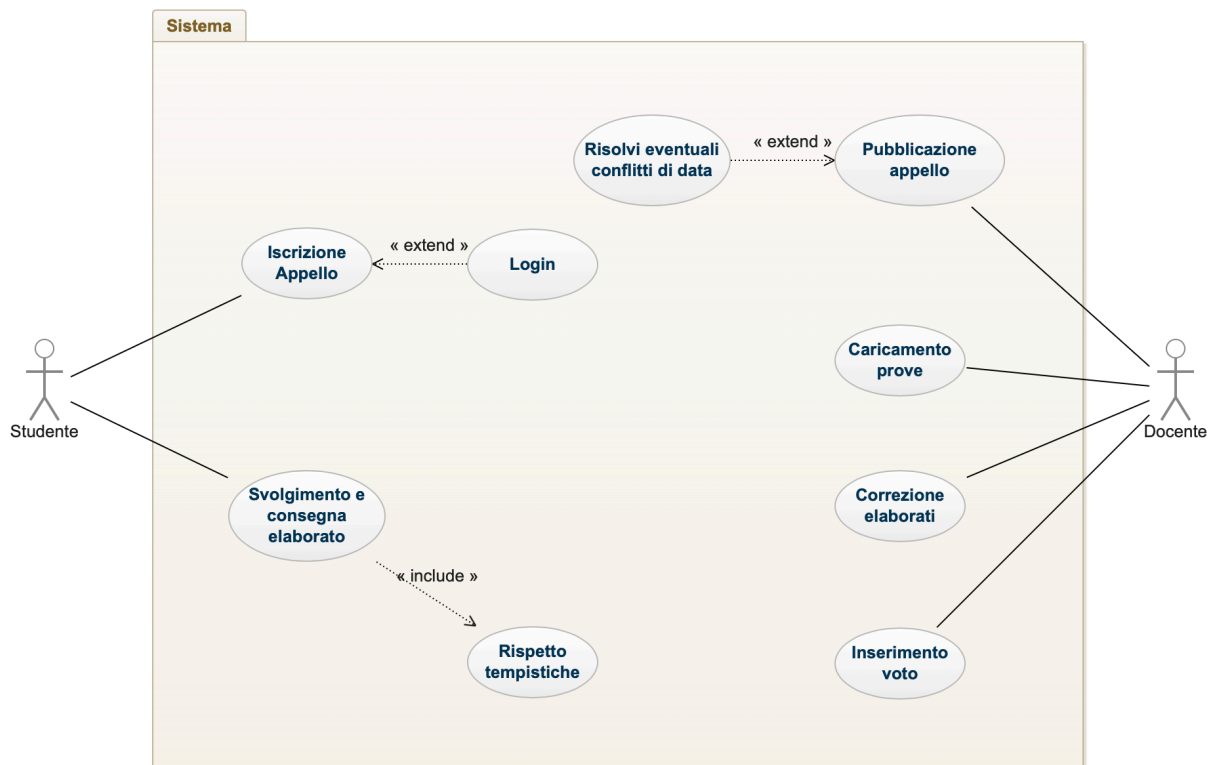 Sistema
Risolvi eventuali
conflitti di data
« extend »
Pubblicazione
appello
Iscrizione
Appello
« extend »
Login
Caricamento
prove
Studente
Docente
Svolgimento e
consegna
elaborato
Correzione
elaborati
« include »
Rispetto
tempistiche
Inserimento
voto